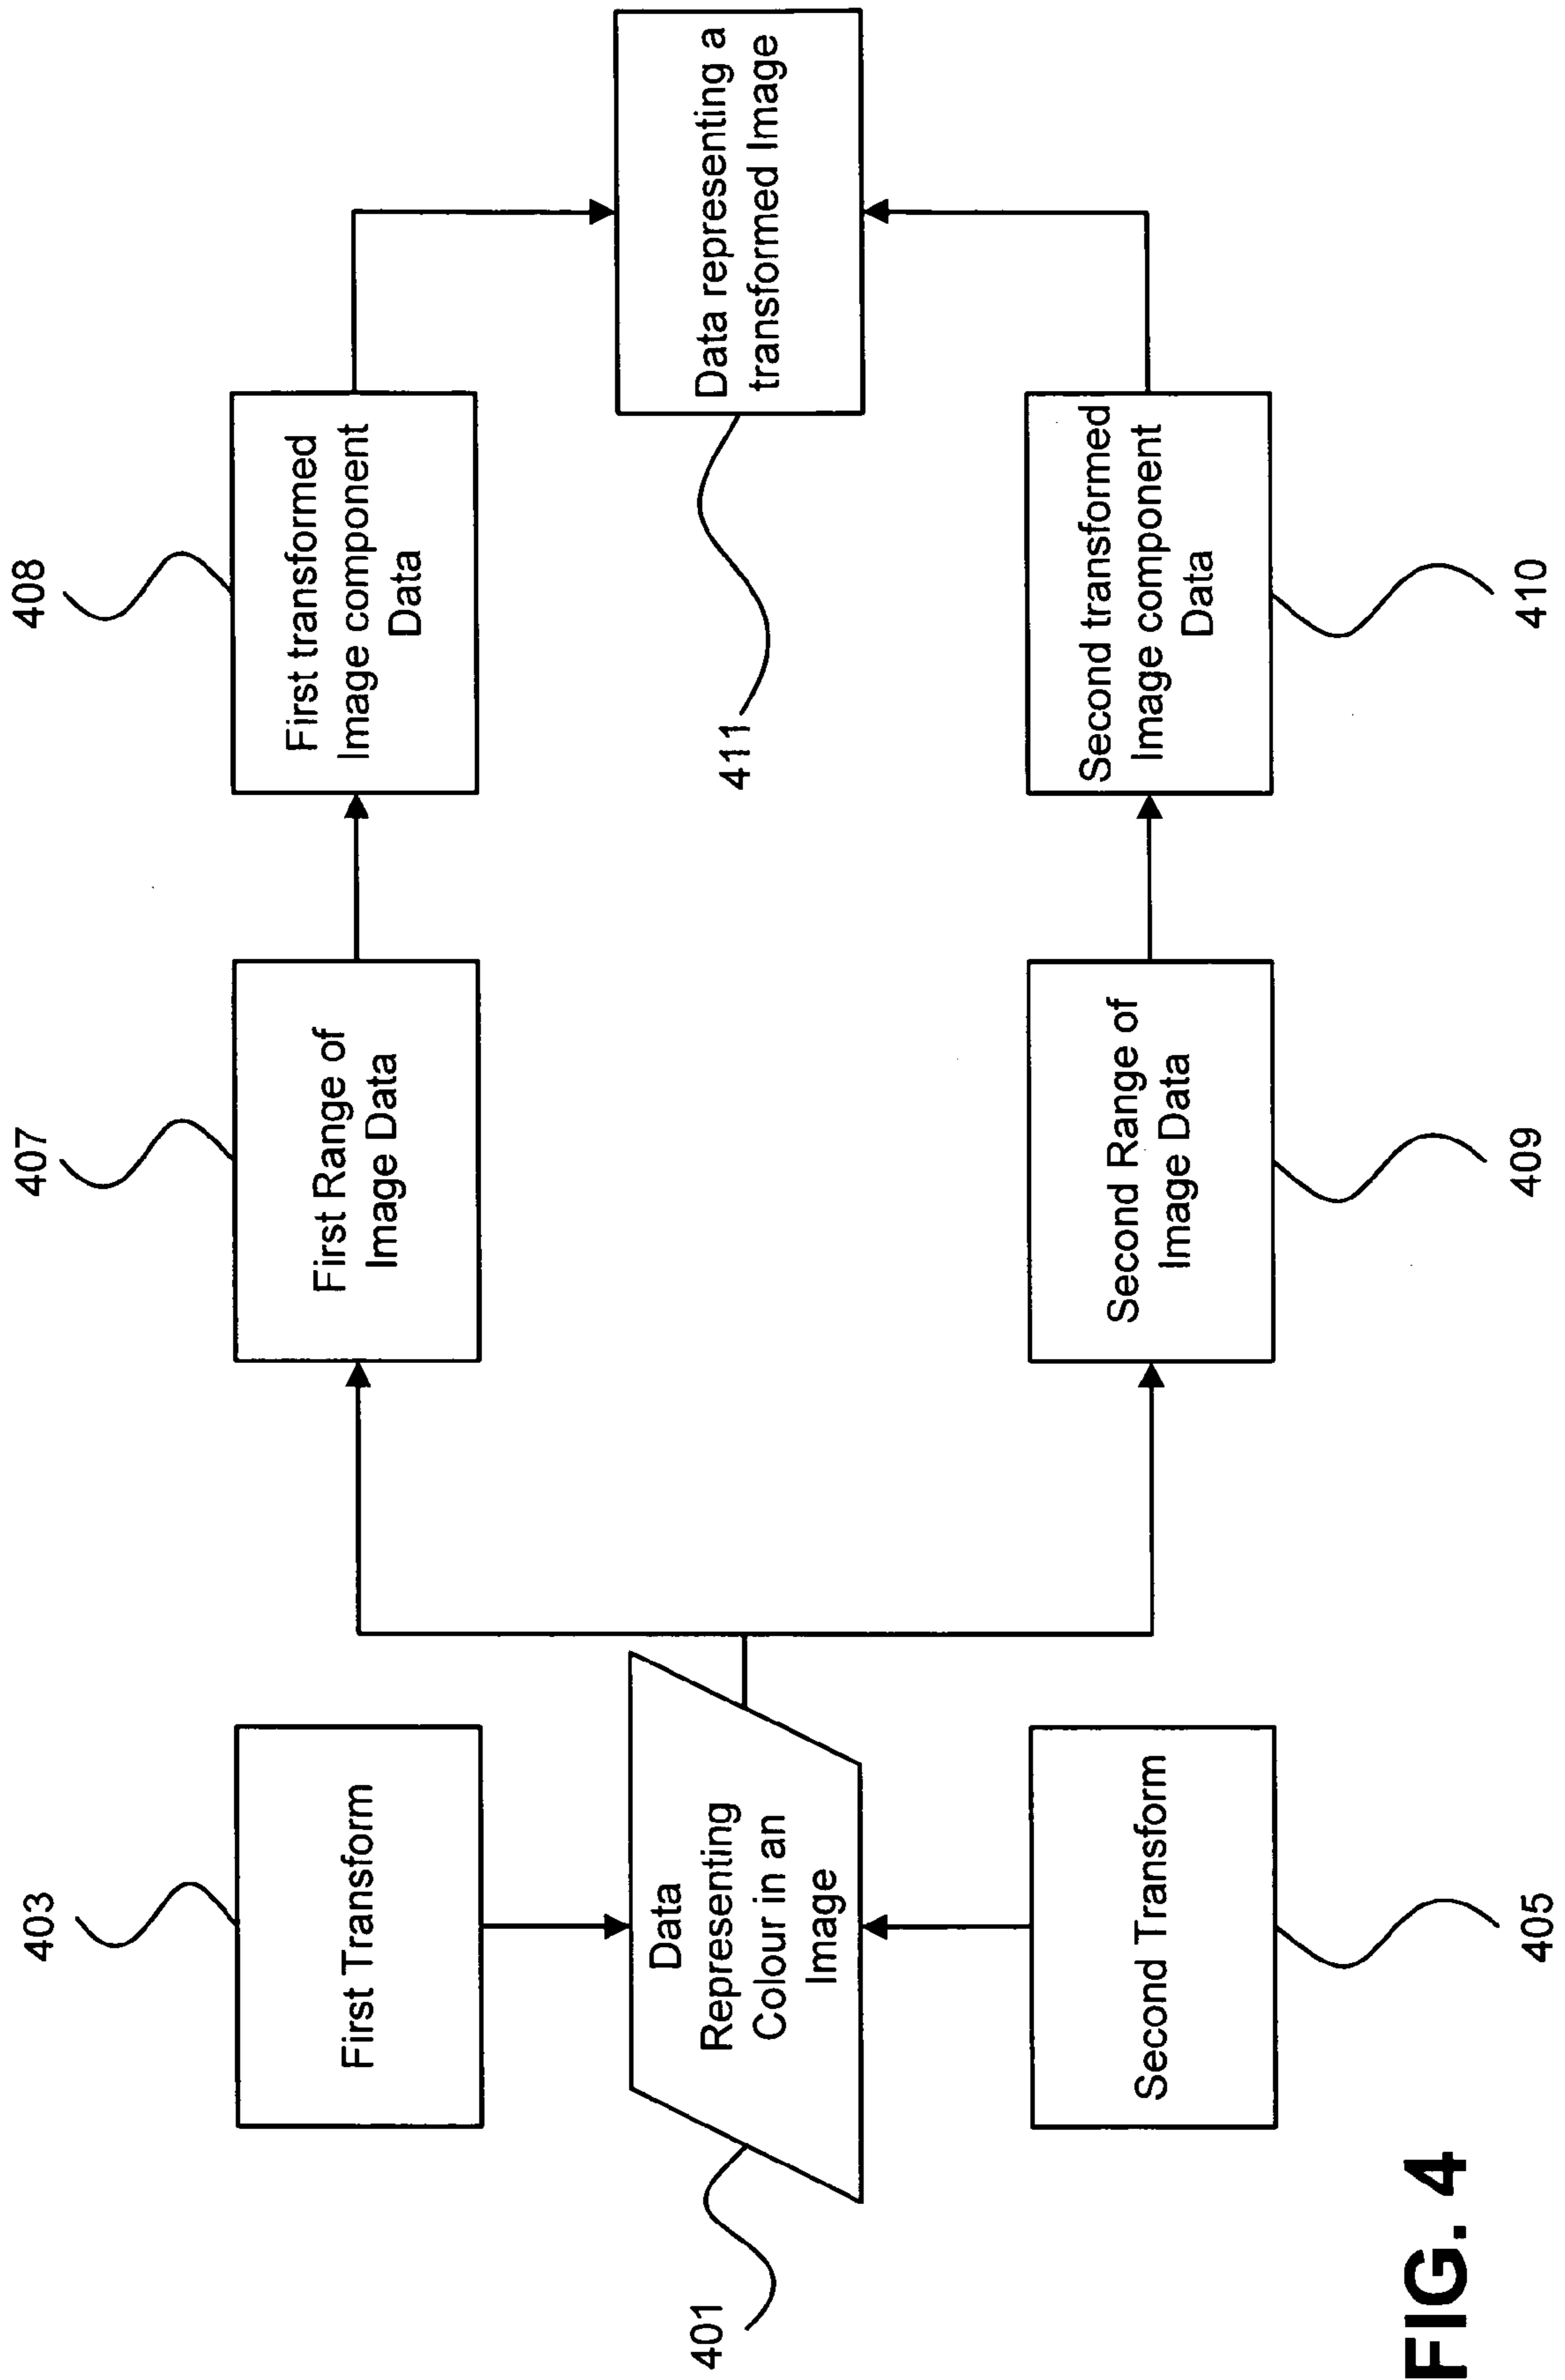 403
First Transform
401
Data
Representing
Colour in an
Image
Second Transform
405
407
First Range of
Image Data
409
Second Range of
Image Data
408
First transformed
Image component
Data
410
Second transformed
Image component
Data
411
Data representing a
transformed Image
FIG. 4